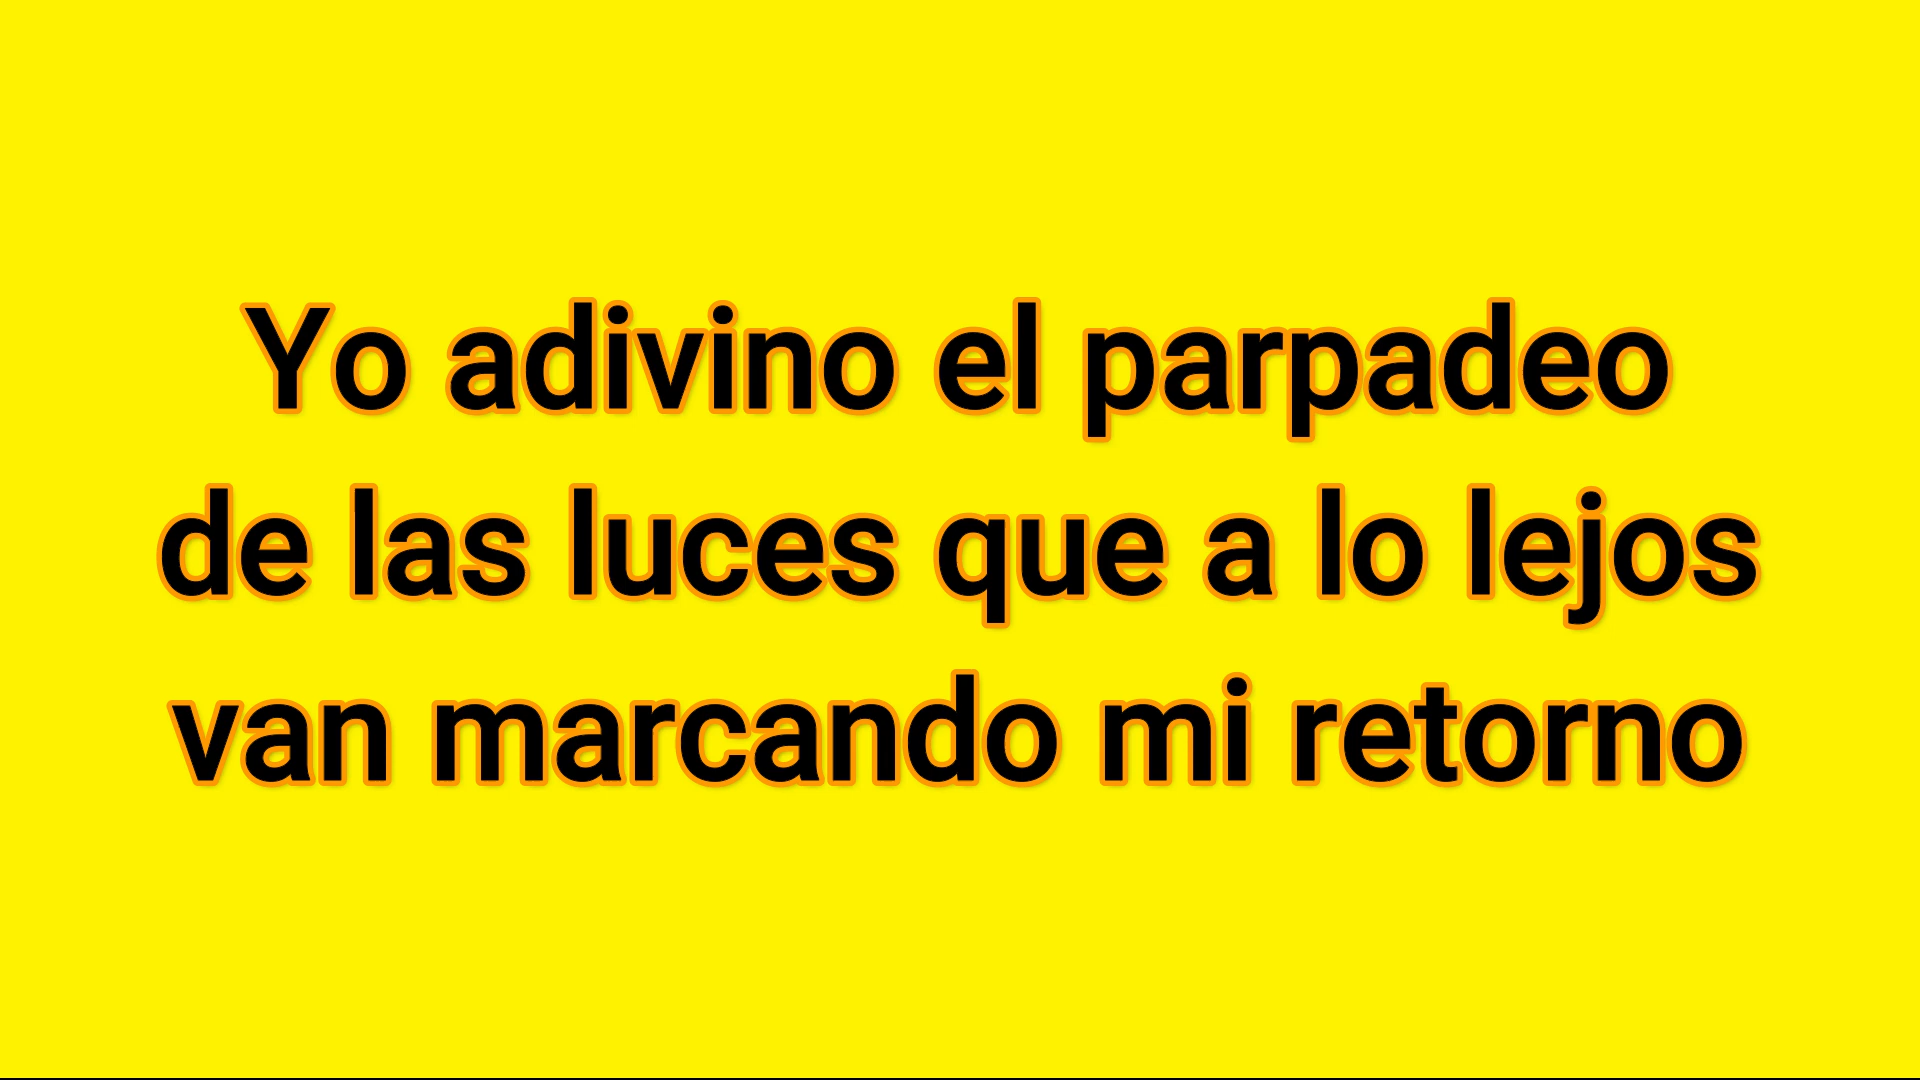 Yo adivino el parpadeo
de las luces que a lo lejos
van marcando mi retorno